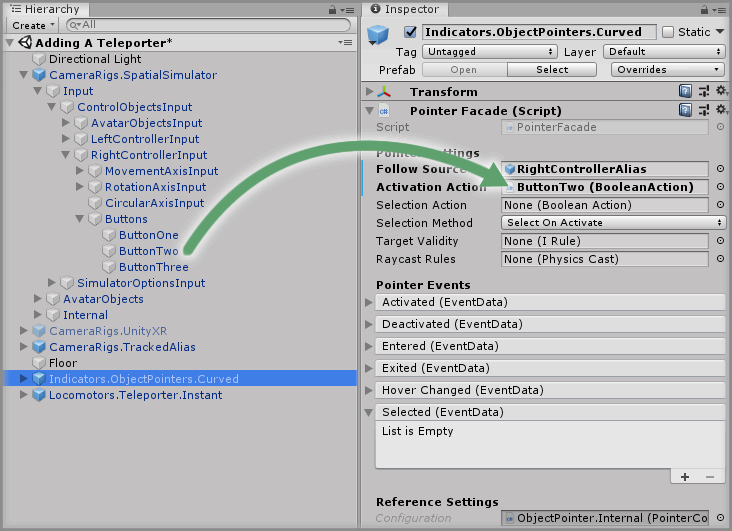 Hierarchy
Create
All
Adding A Teleporter*
Directional Light
CameraRigs.SpatialSimulator
Input
ControlObjectsInput
AvatarObjectsInput
LeftControllerInput
RightControllerInput
MovementAxisInput
RotationAxisInput
CircularAxisInput
Buttons
ButtonOne
ButtonTwo
ButtonThree
SimulatorOptionsInput
AvatarObjects
Internal
CameraRigs.UnityXR
CameraRigs.TrackedAlias
Floor
Indicators.ObjectPointers.Curved
Locomotors.Teleporter.Instant
Inspector
Indicators.ObjectPointers.Curved Static
Tag Untagged Layer Default
Prefab Open Select Overrides
Transform
Pointer Facade (Script)
Script PointerFacade
Settings
Follow Source RightControllerAlias
Activation Action ButtonTwo (BooleanAction)
Selection Action None (Boolean Action)
Selection Method Select On Activate
Target Validity None (I Rule)
Raycast Rules None (Physics Cast)
Pointer Events
Activated (EventData)
Deactivated (EventData)
Entered (EventData)
Exited (EventData)
Hover Changed (EventData)
Selected (EventData)
List is Empty
Reference Settings
Configuration ObjectPointer.Internal (PointerCo